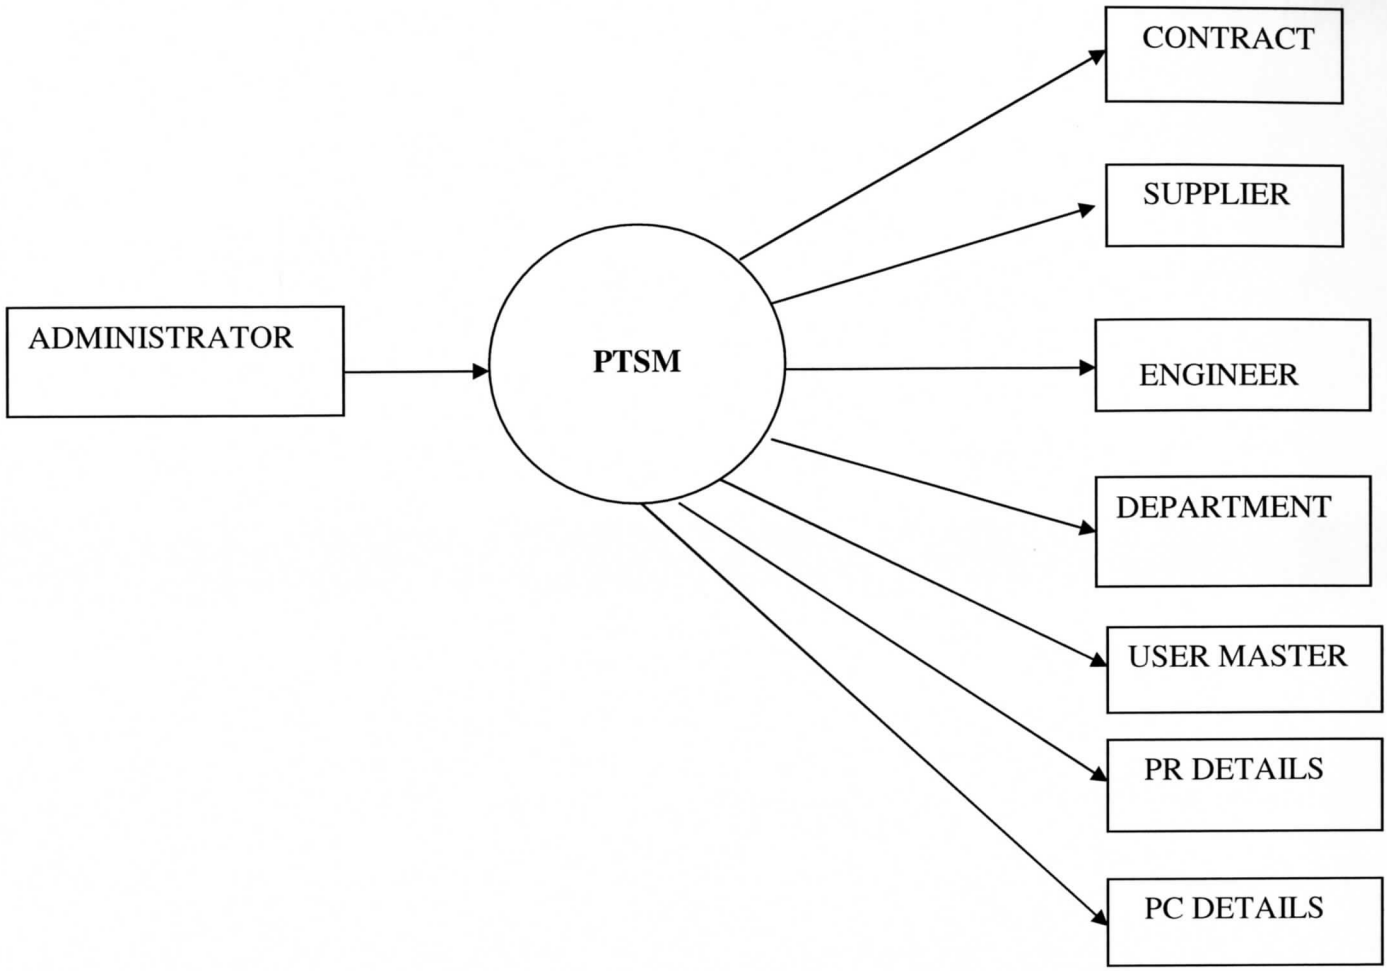 CONTRACT
SUPPLIER
ADMINISTRATOR
PTSM
ENGINEER
DEPARTMENT
USER MASTER
PR DETAILS
PC DETAILS